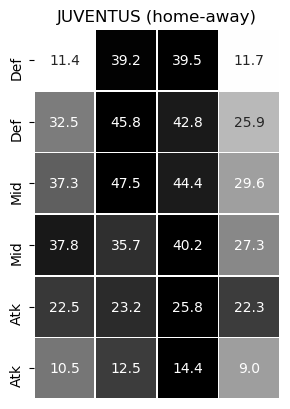 JUVENTUS (home-away)
Def 11.4 39.2 39.5 11.7
Def 32.5 45.8 42.8 25.9
Mid 37.3 47.5 44.4 29.6
Mid 37.8 35.7 40.2 27.3
Atk 22.5 23.2 25.8 22.3
Atk 10.5 12.5 14.4 9.0